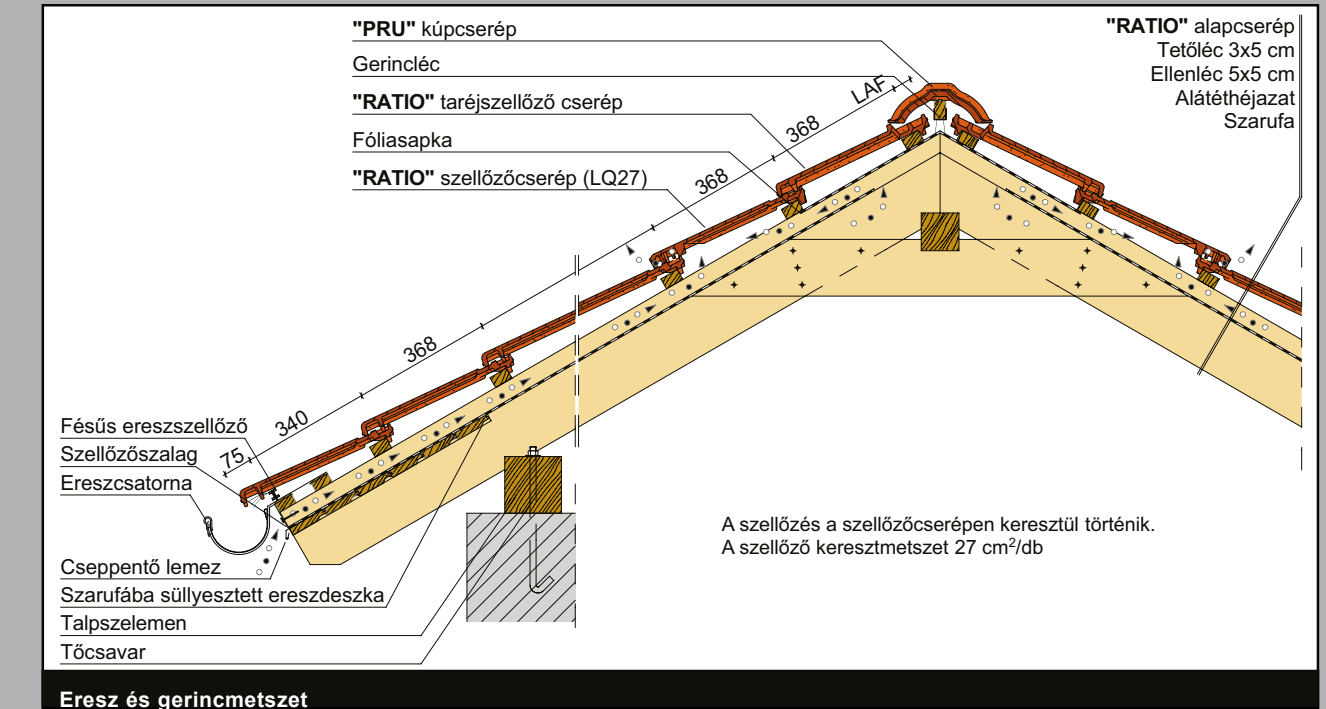 "PRU" kúpcserép
Gerincléc
"RATIO" taréjszellőző cserép
Fóliasapka
"RATIO" szellőzőcserép (LQ27)
"RATIO" alapcserép
Tetőléc 3x5 cm
Ellenléc 5x5 cm
Alátéthéjazat
Szarufa
LAF
368
368
368
340
75
Fésűs ereszszellőző
Szellőzőszalag
Ereszcsatorna
Cseppentő lemez
Szarufába süllyesztett ereszdeszka
Talpszelemen
Tőcsavar
A szellőzés a szellőzőcserépen keresztül történik.
A szellőző keresztmetszet 27 cm²/db
Eresz és gerincmetszet